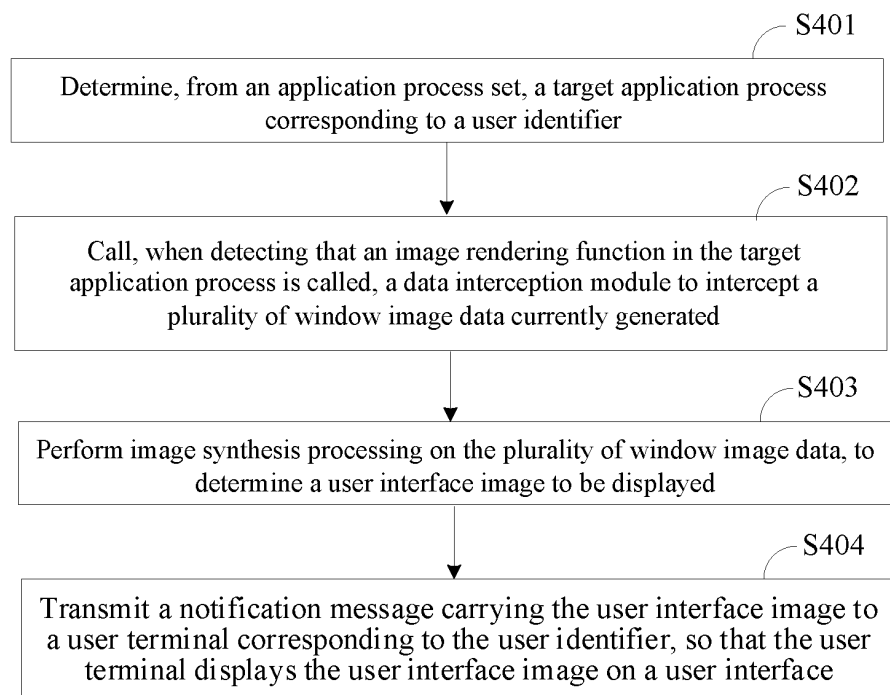 S401
Determine, from an application process set, a target application process
corresponding to a user identifier
S402
Call, when detecting that an image rendering function in the target
application process is called, a data interception module to intercept a
plurality of window image data currently generated
S403
Perform image synthesis processing on the plurality of window image data, to
determine a user interface image to be displayed
S404
Transmit a notification message carrying the user interface image to
a user terminal corresponding to the user identifier, so that the user
terminal displays the user interface image on a user interface